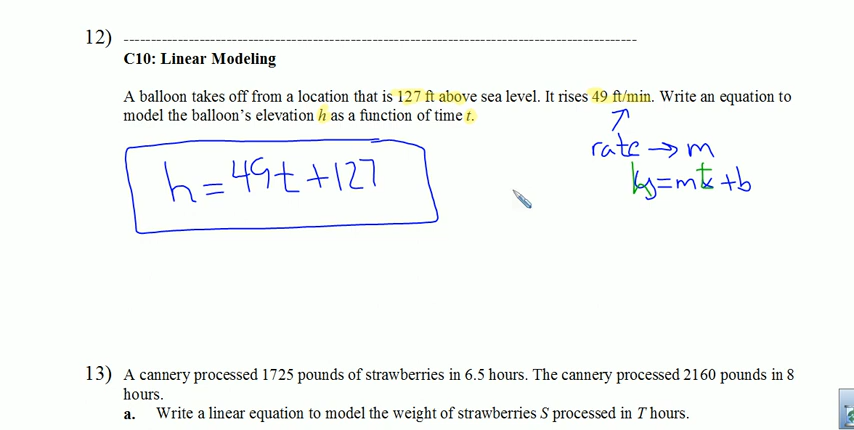 12) ____________________
C10: Linear Modeling
A balloon takes off from a location that is 127 ft above sea level. It rises 49 ft/min. Write an equation to
model the balloon's elevation h as a function of time t.
rate → m
h = 49t + 127
y = mx + b
h t
13) A cannery processed 1725 pounds of strawberries in 6.5 hours. The cannery processed 2160 pounds in 8
hours.
a. Write a linear equation to model the weight of strawberries S processed in T hours.